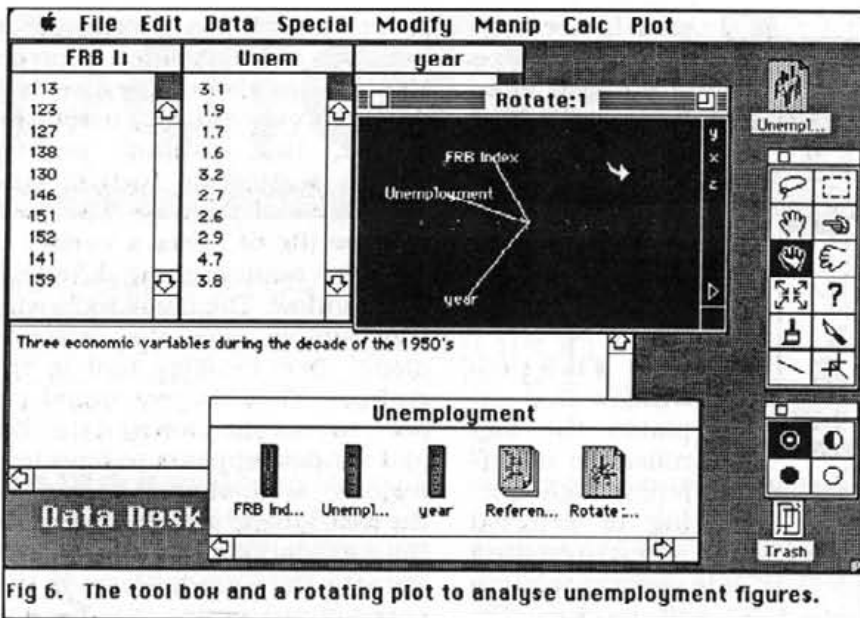 File Edit Data Special Modify Manip Calc Plot
FRB I
Unem
year
113
123
127
138
130
146
151
152
141
159
3.1
1.9
1.7
1.6
3.2
2.7
2.6
2.9
4.7
3.8
Rotate:1
FRB Index
Unemployment
year
y
x
z
Unempl...
?
Three economic variables during the decade of the 1950's
Unemployment
FRB Ind...
Unempl...
year
Referen...
Rotate:...
Data Desk
Trash
Fig 6. The tool box and a rotating plot to analyse unemployment figures.